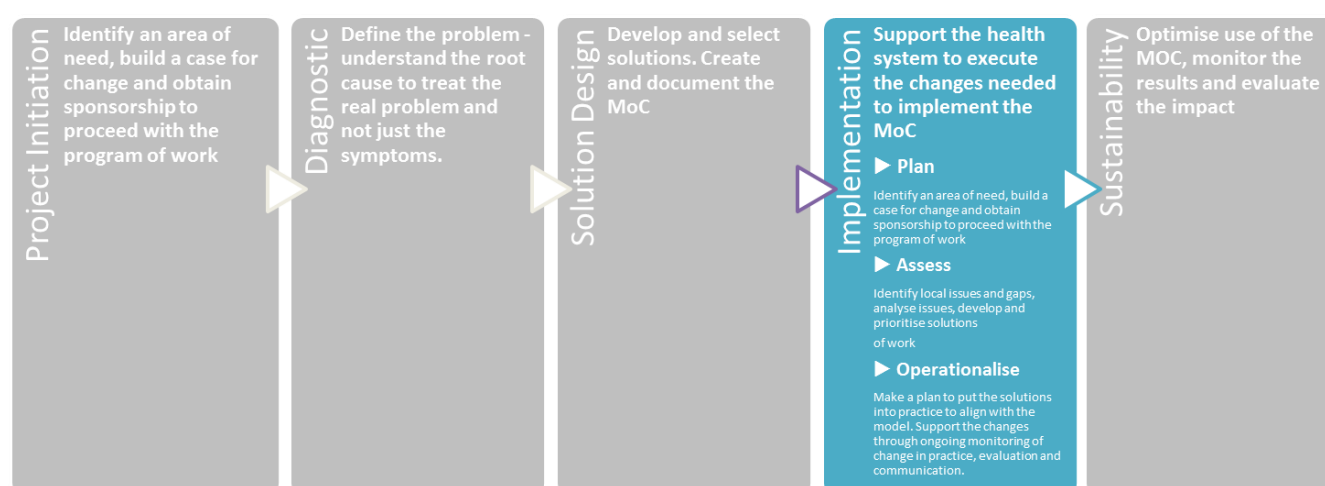 Project Initiation
Identify an area of
need, build a case for
change and obtain
sponsorship to
proceed with the
program of work
Diagnostic
Define the problem -
understand the root
cause to treat the
real problem and
not just the
symptoms.
Solution Design
Develop and select
solutions. Create
and document the
MoC
Implementation
Support the health
system to execute
the changes needed
to implement the
MoC
Plan
Identify an area of need, build a
case for change and obtain
sponsorship to proceed with the
program of work
Assess
Identify local issues and gaps,
analyse issues, develop and
prioritise solutions
of work
Operationalise
Make a plan to put the solutions
into practice to align with the
model. Support the changes
through ongoing monitoring of
change in practice, evaluation and
communication.
Sustainability
Optimise use of the
MOC, monitor the
results and evaluate
the impact